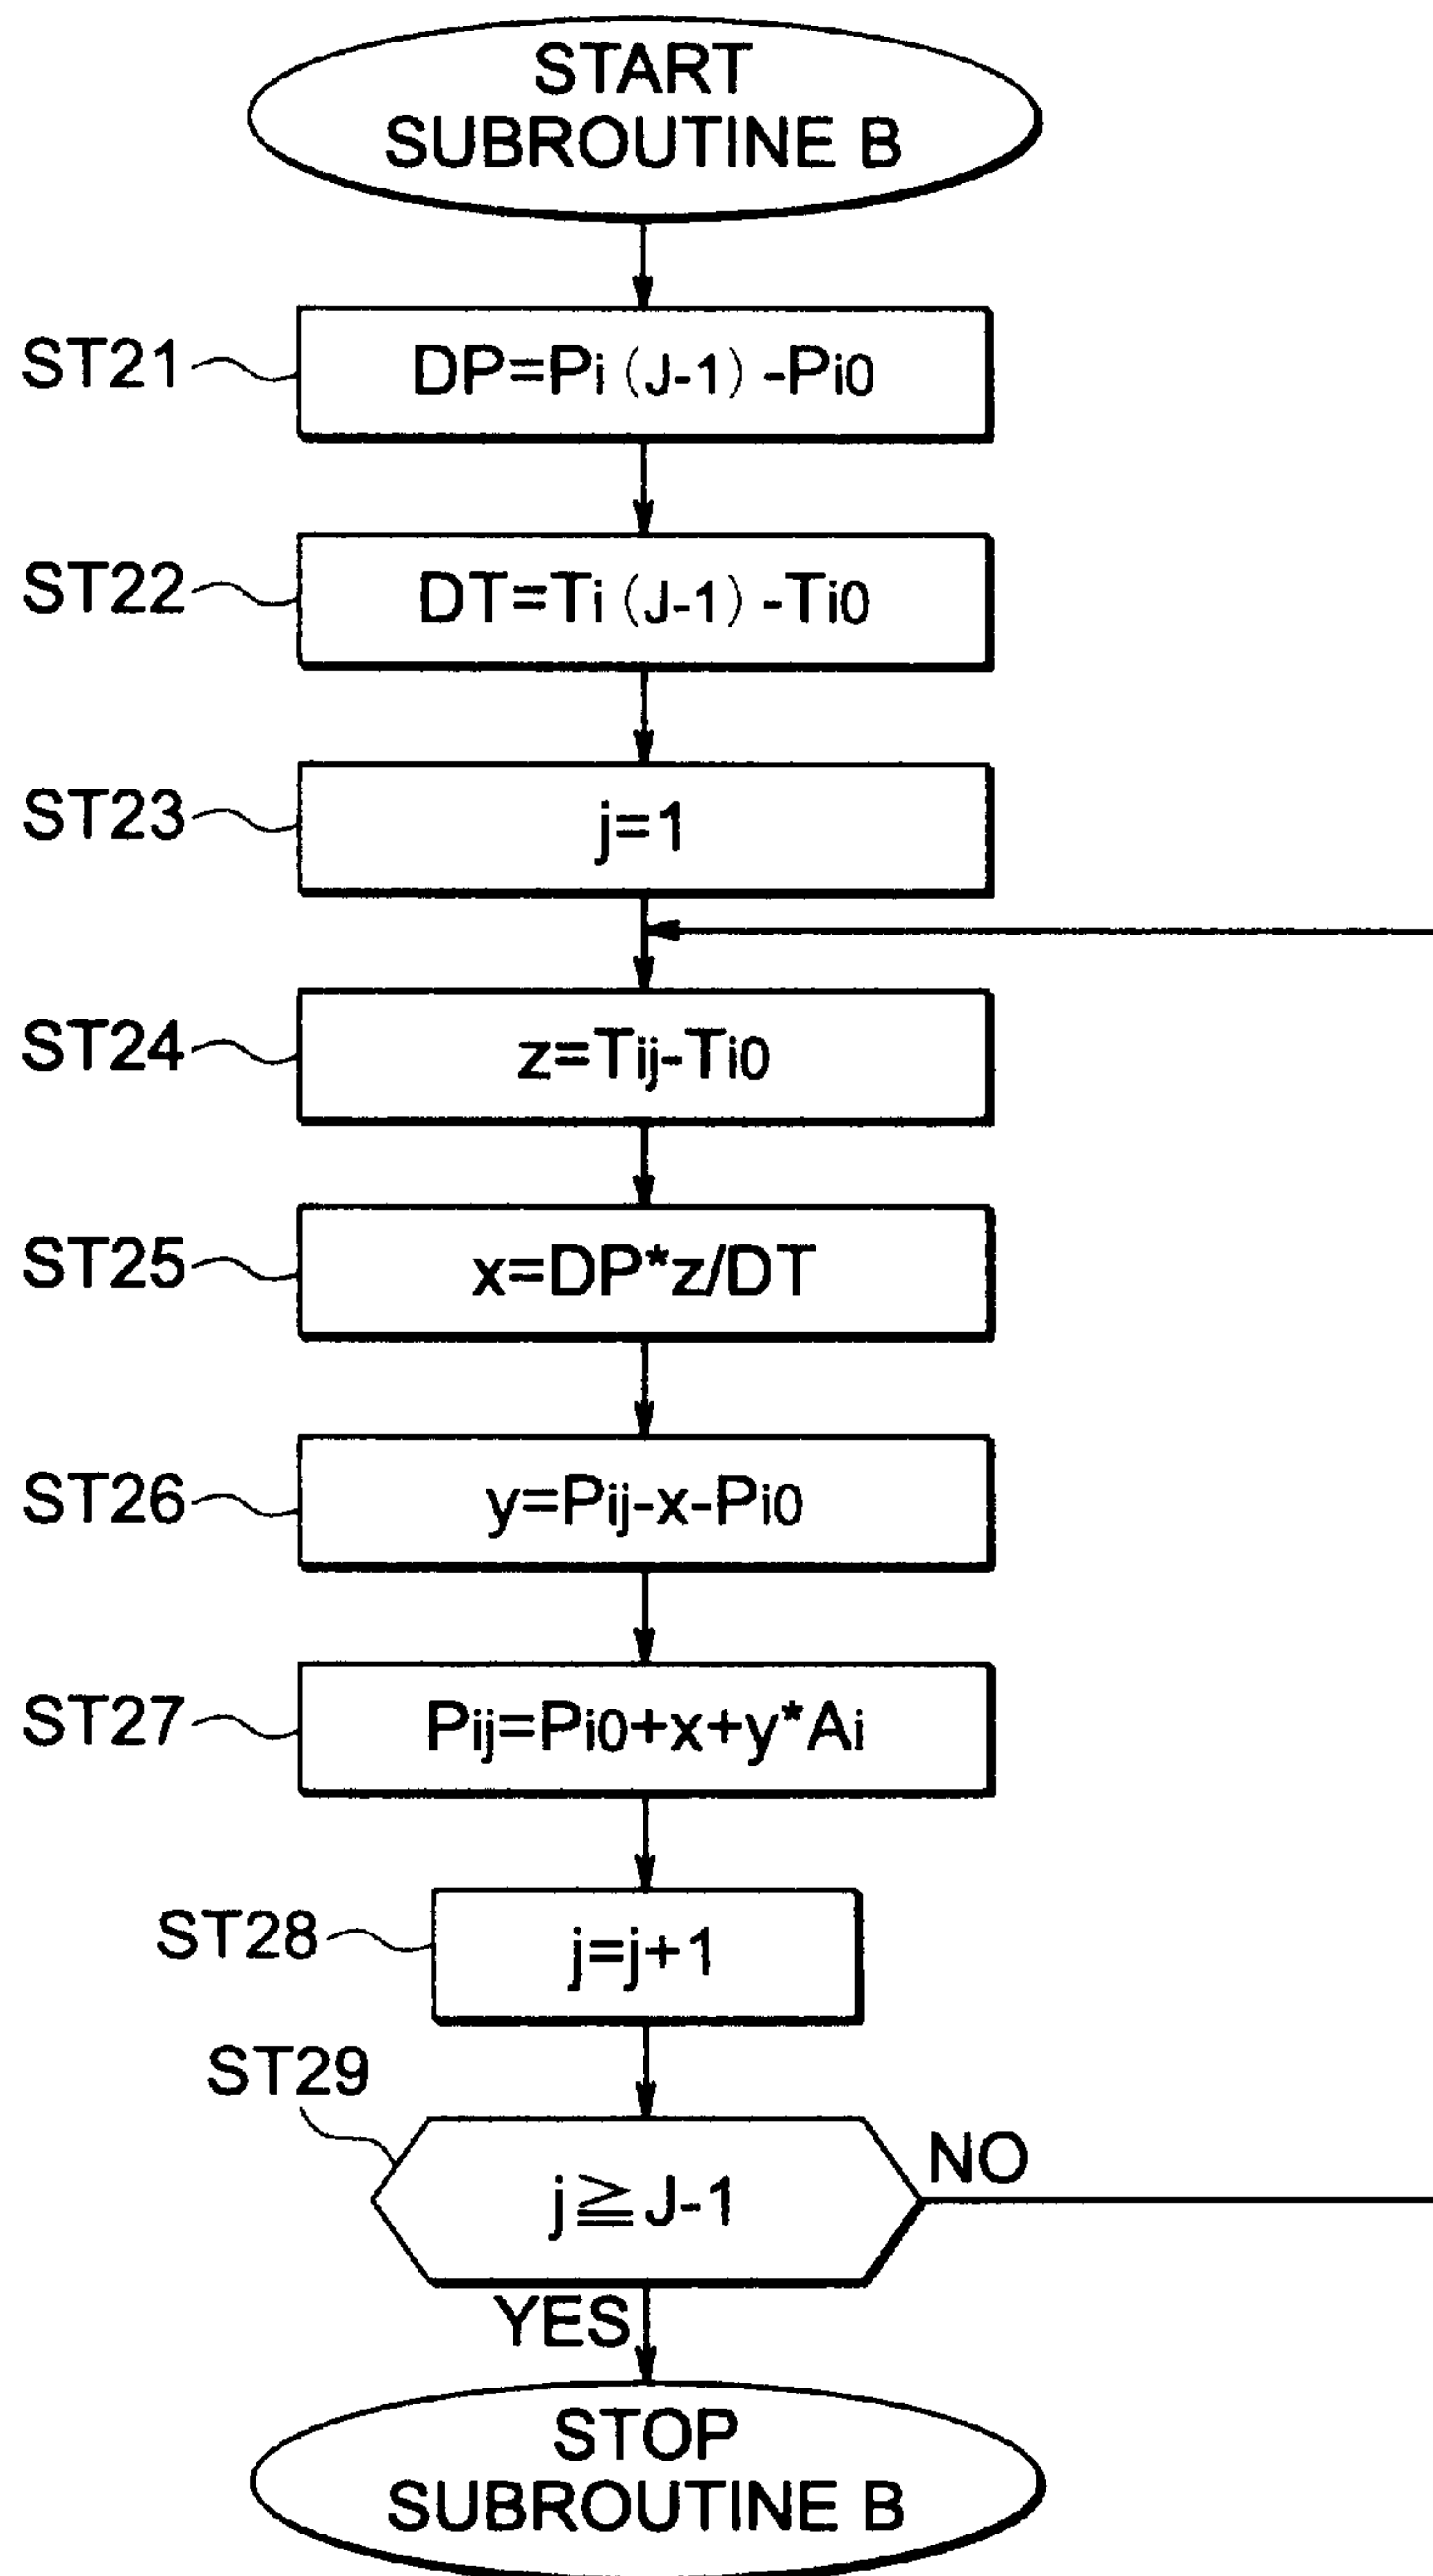 START
SUBROUTINE B
ST21
DP=Pi(J-1)-Pi0
ST22
DT=Ti(J-1)-Ti0
ST23
j=1
ST24
z=Tij-Ti0
ST25
x=DP*z/DT
ST26
y=Pij-x-Pi0
ST27
Pij=Pi0+x+y*Ai
ST28
j=j+1
ST29
j≧J-1
NO
YES
STOP
SUBROUTINE B